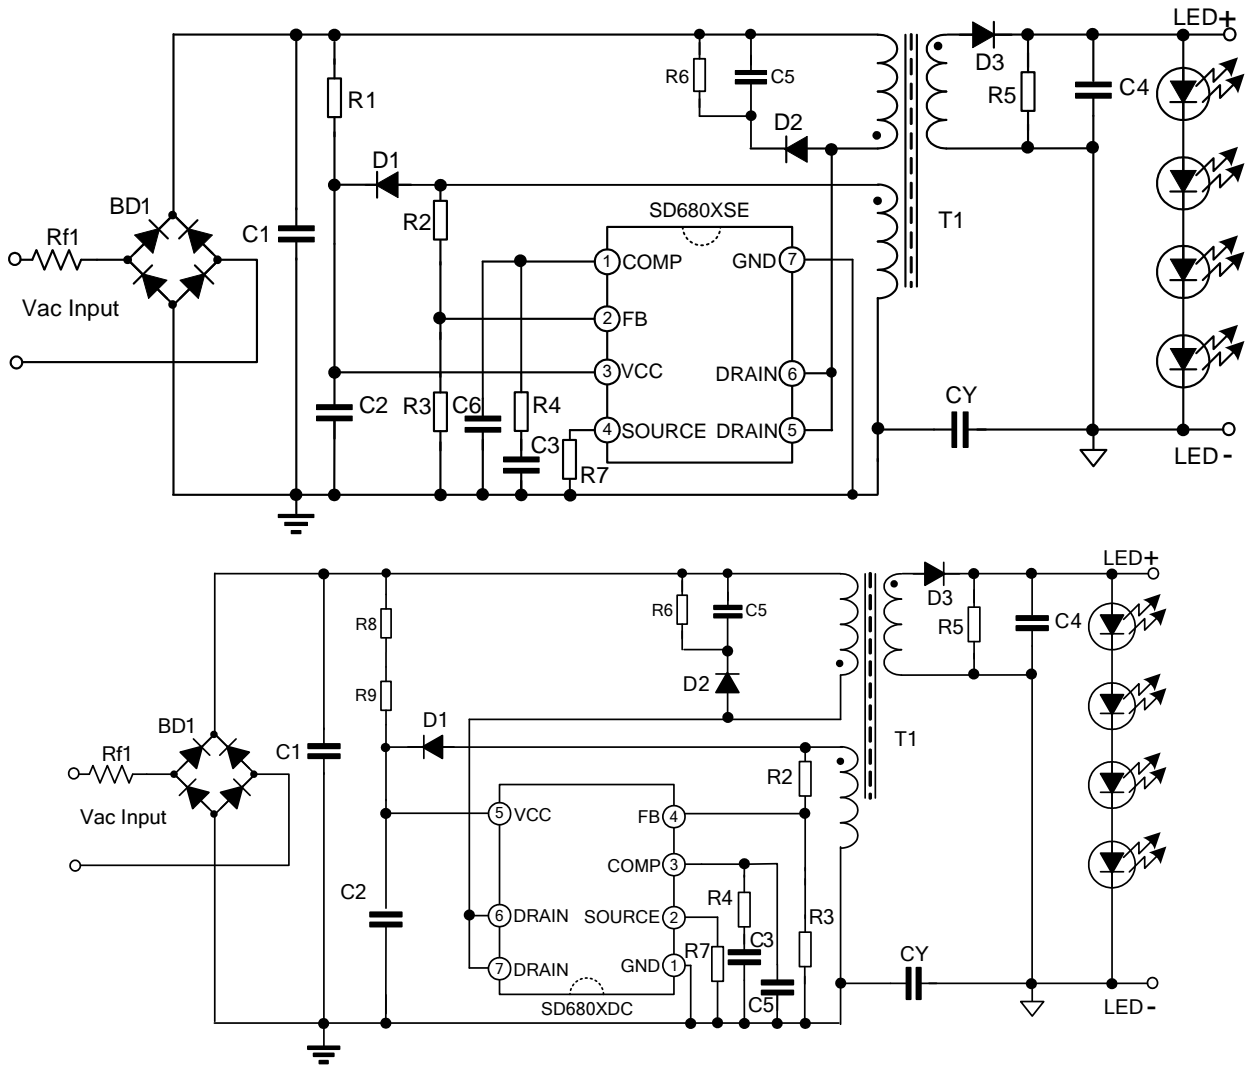 LED+
D3
R6
C5
R5
C4
R1
D2
D1
SD680XSE
BD1
R2
T1
C1
Rf1
1
COMP
GND
7
Vac Input
2
FB
3
VCC
DRAIN
6
C2
R3
C6
R4
CY
4
SOURCE
DRAIN
5
C3
R7
LED-
LED+
D3
R6
C5
R8
R5
C4
R9
D2
BD1
D1
T1
C1
Rf1
R2
Vac Input
5
VCC
FB
4
COMP
3
C2
R4
6
DRAIN
SOURCE
2
R3
C3
R7
CY
7
DRAIN
GND
1
C5
SD680XDC
LED-